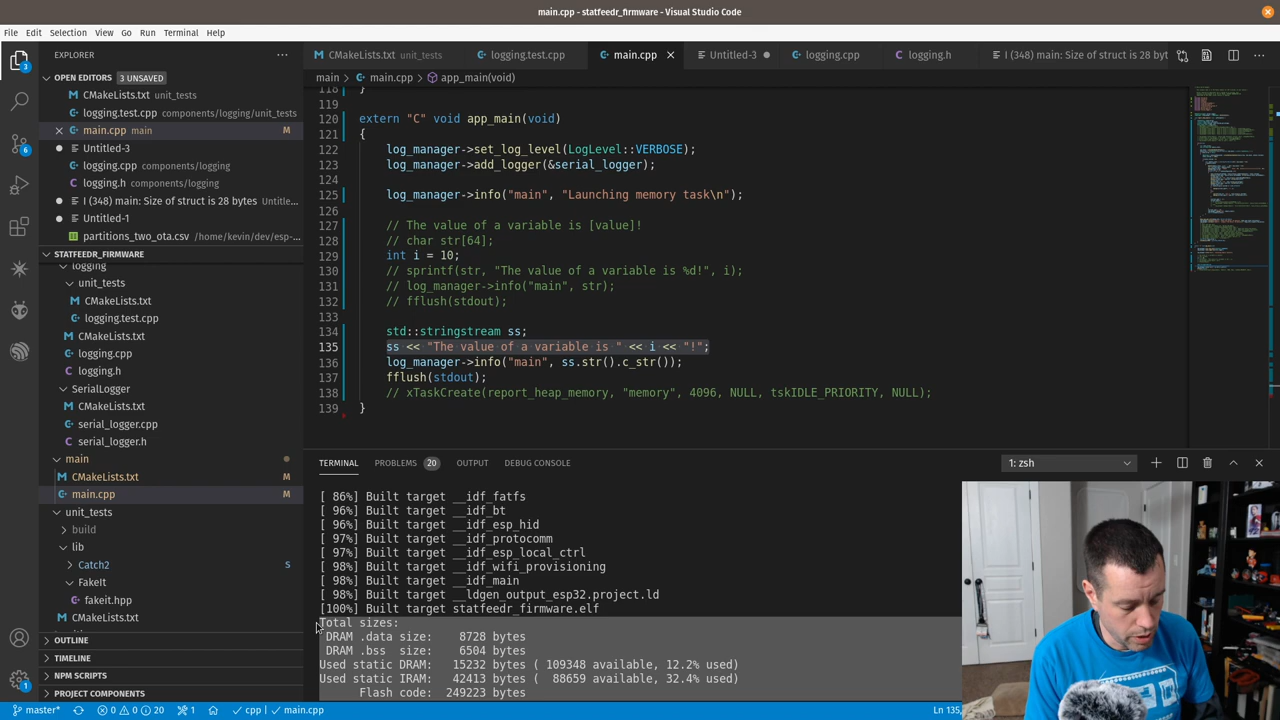 main.cpp - statfeedr_firmware - Visual Studio Code
File Edit Selection View Go Run Terminal Help
EXPLORER
OPEN EDITORS 3 UNSAVED
CMakeLists.txt unit_tests
logging.test.cpp components/logging/unit_tests
main.cpp main M
Untitled-3
logging.cpp components/logging
logging.h components/logging
I (348) main: Size of struct is 28 bytes Untitle...
Untitled-1
partitions_two_ota.csv /home/kevin/dev/esp-...
STATFEEDR_FIRMWARE
logging
unit_tests
CMakeLists.txt
logging.test.cpp
CMakeLists.txt
logging.cpp
logging.h
SerialLogger
CMakeLists.txt
serial_logger.cpp
serial_logger.h
main
CMakeLists.txt M
main.cpp M
unit_tests
build
lib
Catch2 S
FakeIt
fakeit.hpp
CMakeLists.txt
OUTLINE
TIMELINE
NPM SCRIPTS
PROJECT COMPONENTS
3
6
1
CMakeLists.txt unit_tests logging.test.cpp main.cpp Untitled-3 logging.cpp logging.h I (348) main: Size of struct is 28 byt
main > main.cpp > app_main(void)
118 }
119
120 extern "C" void app_main(void)
121 {
122 log_manager->set_log_level(LogLevel::VERBOSE);
123 log_manager->add_logger(&serial_logger);
124
125 log_manager->info("main", "Launching memory task\n");
126
127 // The value of a variable is [value]!
128 // char str[64];
129 int i = 10;
130 // sprintf(str, "The value of a variable is %d!", i);
131 // log_manager->info("main", str);
132 // fflush(stdout);
133
134 std::stringstream ss;
135 ss << "The value of a variable is " << i << "!";
136 log_manager->info("main", ss.str().c_str());
137 fflush(stdout);
138 // xTaskCreate(report_heap_memory, "memory", 4096, NULL, tskIDLE_PRIORITY, NULL);
139 }
TERMINAL PROBLEMS 20 OUTPUT DEBUG CONSOLE 1: zsh
[ 86%] Built target __idf_fatfs
[ 96%] Built target __idf_bt
[ 96%] Built target __idf_esp_hid
[ 97%] Built target __idf_protocomm
[ 97%] Built target __idf_esp_local_ctrl
[ 98%] Built target __idf_wifi_provisioning
[ 98%] Built target __idf_main
[ 98%] Built target __ldgen_output_esp32.project.ld
[100%] Built target statfeedr_firmware.elf
Total sizes:
DRAM .data size: 8728 bytes
DRAM .bss size: 6504 bytes
Used static DRAM: 15232 bytes ( 109348 available, 12.2% used)
Used static IRAM: 42413 bytes ( 88659 available, 32.4% used)
Flash code: 249223 bytes
master* 0 0 20 1 cpp | main.cpp Ln 135,